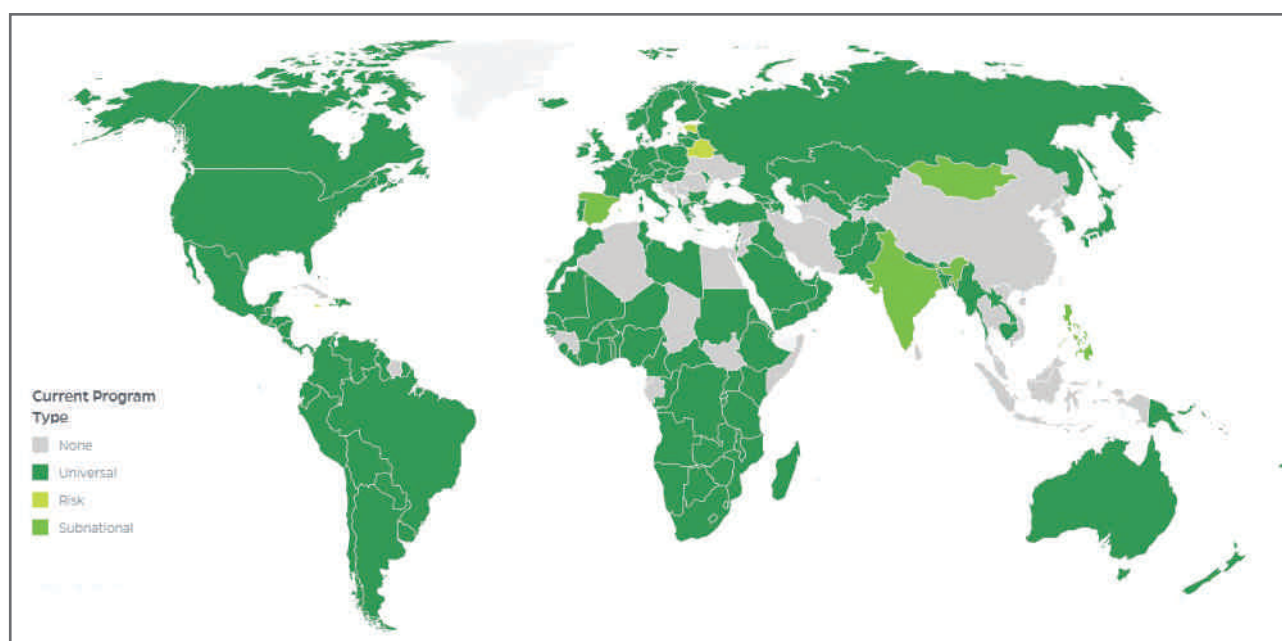 Current Program
Type
None
Universal
Risk
Subnational